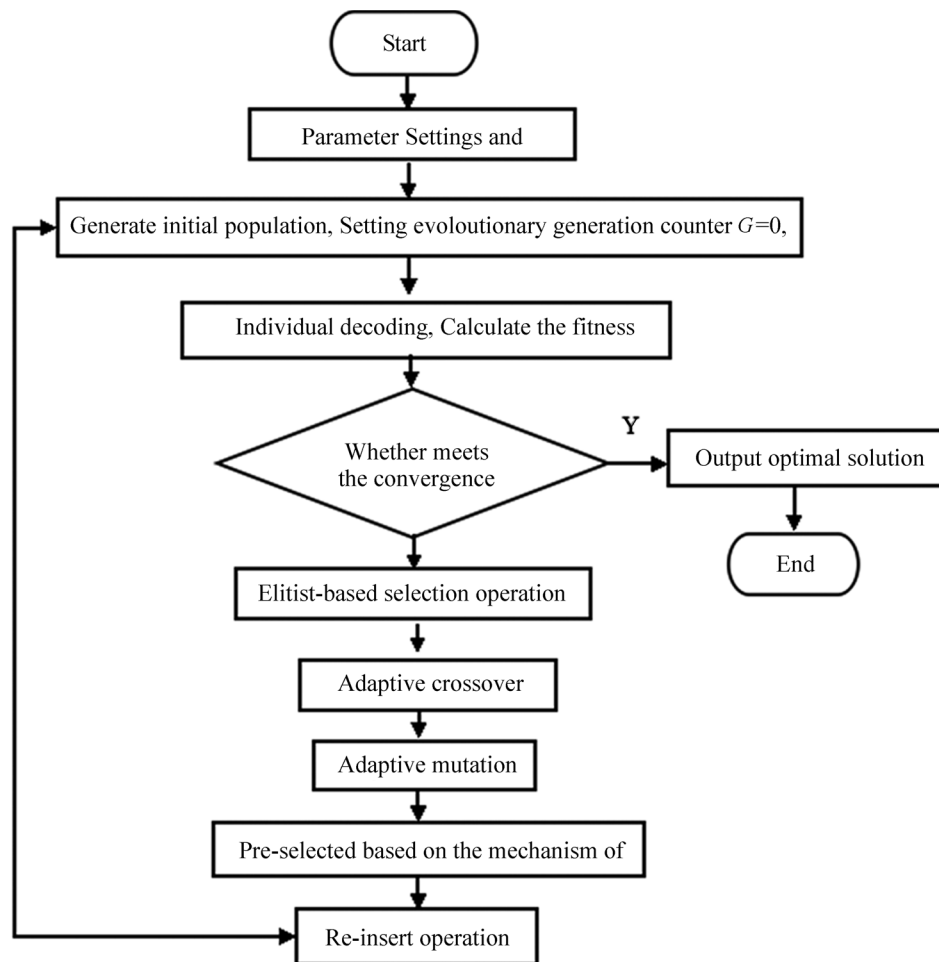 Start
Parameter Settings and
Generate initial population, Setting evoloutionary generation counter G=0,
Individual decoding, Calculate the fitness
Whether meets
the convergence
Y
Output optimal solution
End
Elitist-based selection operation
Adaptive crossover
Adaptive mutation
Pre-selected based on the mechanism of
Re-insert operation